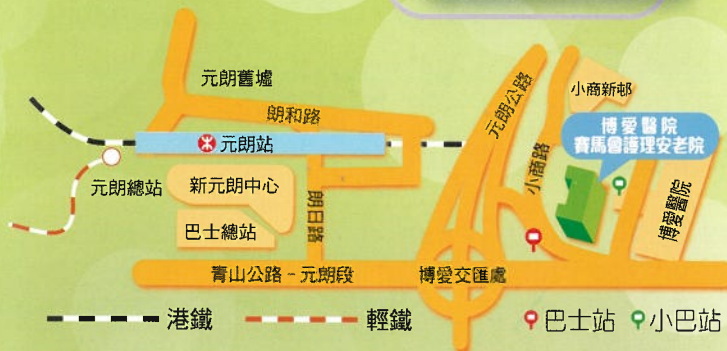 元朗舊墟
朗和路
元朗站
元朗總站
新元朗中心
巴士總站
朗日路
元朗公路
小商路
小商新邨
博愛醫院
賽馬會護理安老院
博愛醫院
青山公路-元朗段
博愛交匯處
港鐵
輕鐵
巴士站
小巴站